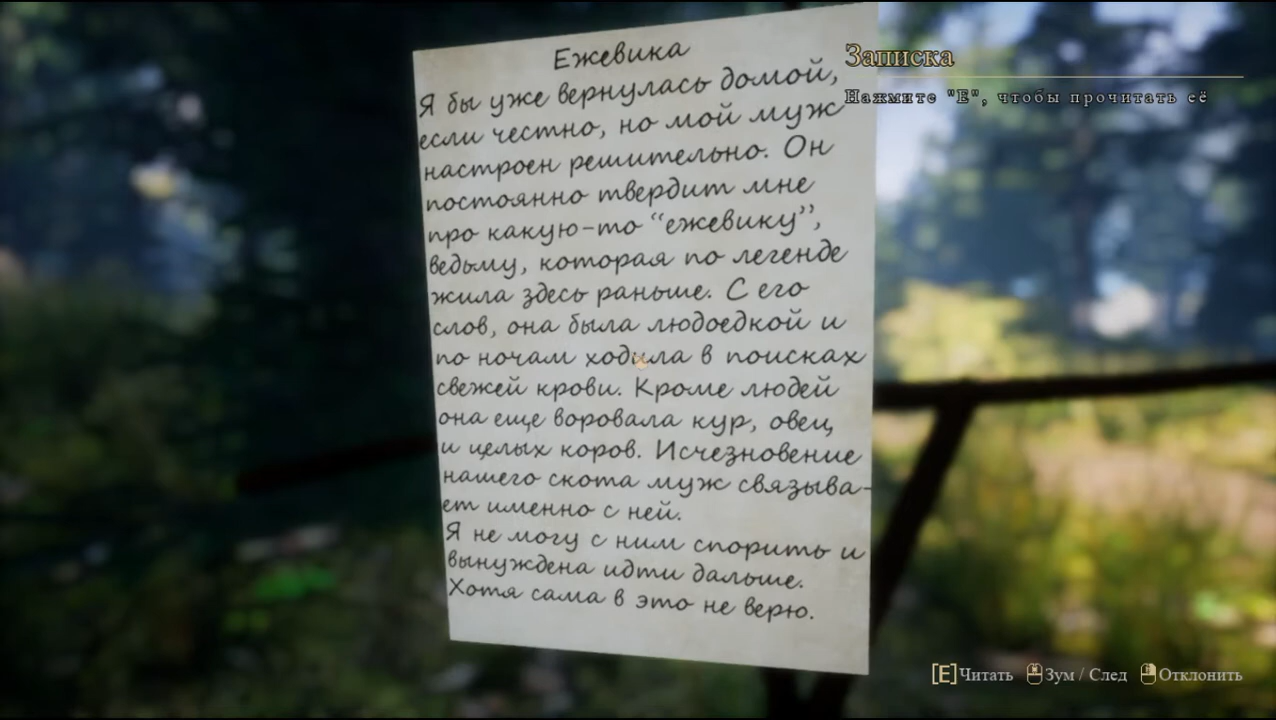 Ежевика
Я бы уже вернулась домой,
если честно, но мой муж
настроен решительно. Он
постоянно твердит мне
про какую-то “ежевику”,
ведьму, которая по легенде
жила здесь раньше. С его
слов, она была людоедкой и
по ночам ходила в поисках
свежей крови. Кроме людей
она еще воровала кур, овец
и целых коров. Исчезновение
нашего скота муж связыва-
ет именно с ней.
Я не могу с ним спорить и
вынуждена идти дальше.
Хотя сама в это не верю.
Записка
Нажмите "Е", чтобы прочитать её
[E]Читать Зум / След Отклонить